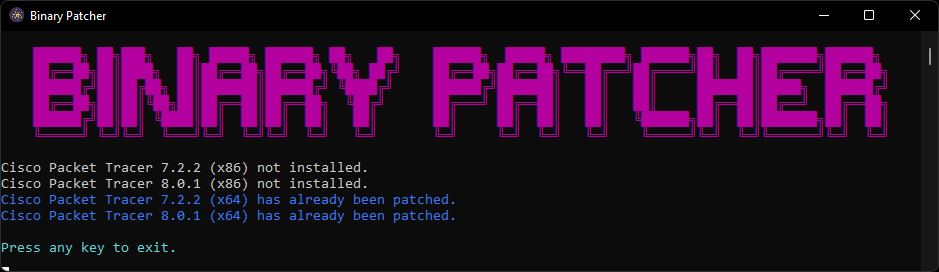 Binary Patcher
BINARY PATCHER
Cisco Packet Tracer 7.2.2 (x86) not installed.
Cisco Packet Tracer 8.0.1 (x86) not installed.
Cisco Packet Tracer 7.2.2 (x64) has already been patched.
Cisco Packet Tracer 8.0.1 (x64) has already been patched.
Press any key to exit.